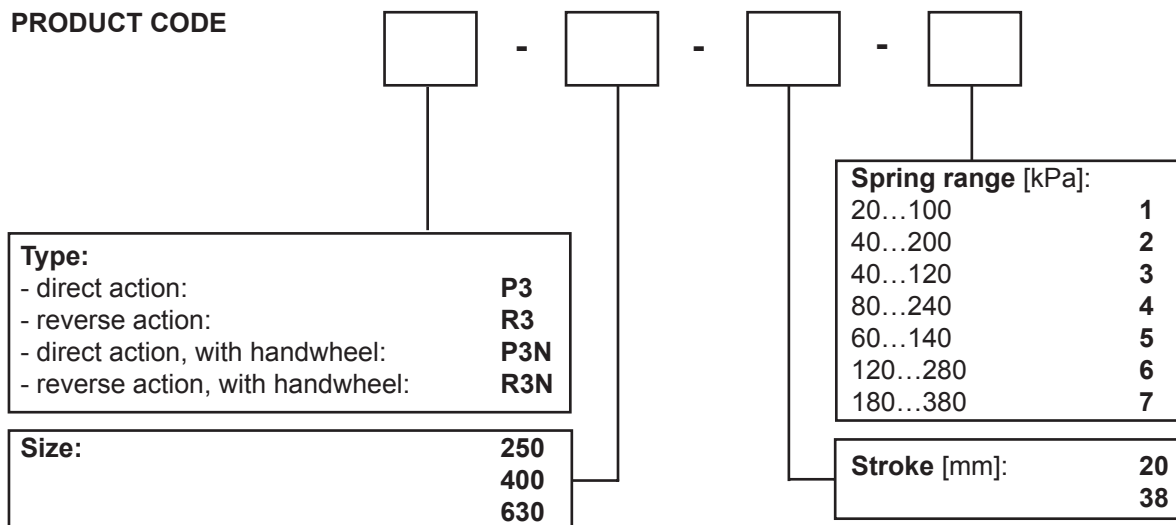 PRODUCT CODE
- - -
Type:
- direct action: P3
- reverse action: R3
- direct action, with handwheel: P3N
- reverse action, with handwheel: R3N
Size: 250
400
630
Spring range [kPa]:
20…100 1
40…200 2
40…120 3
80…240 4
60…140 5
120…280 6
180…380 7
Stroke [mm]: 20
38